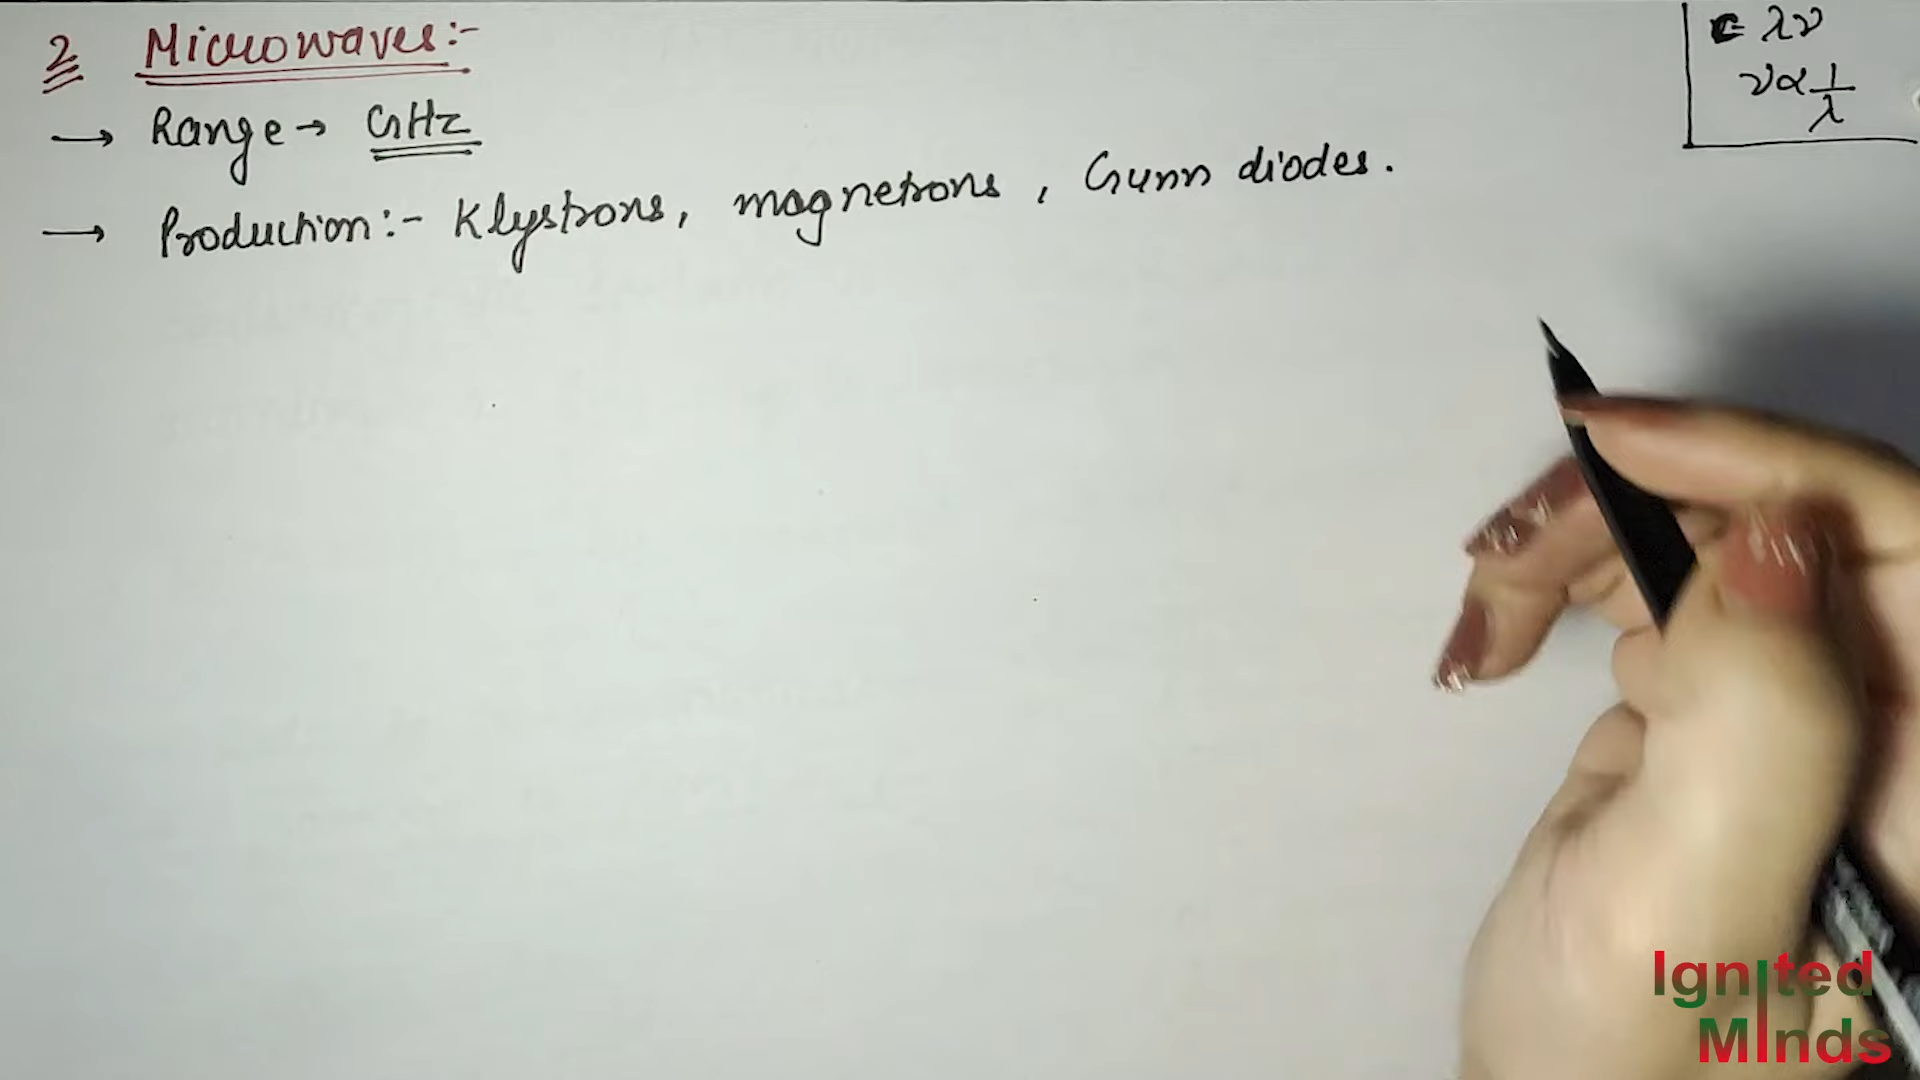 2 Microwaves:-
→ Range → GHz
→ Production:- Klystrons, magnetrons, Gunn diodes.
c= λν
ν∝1/λ
Ignited
Minds